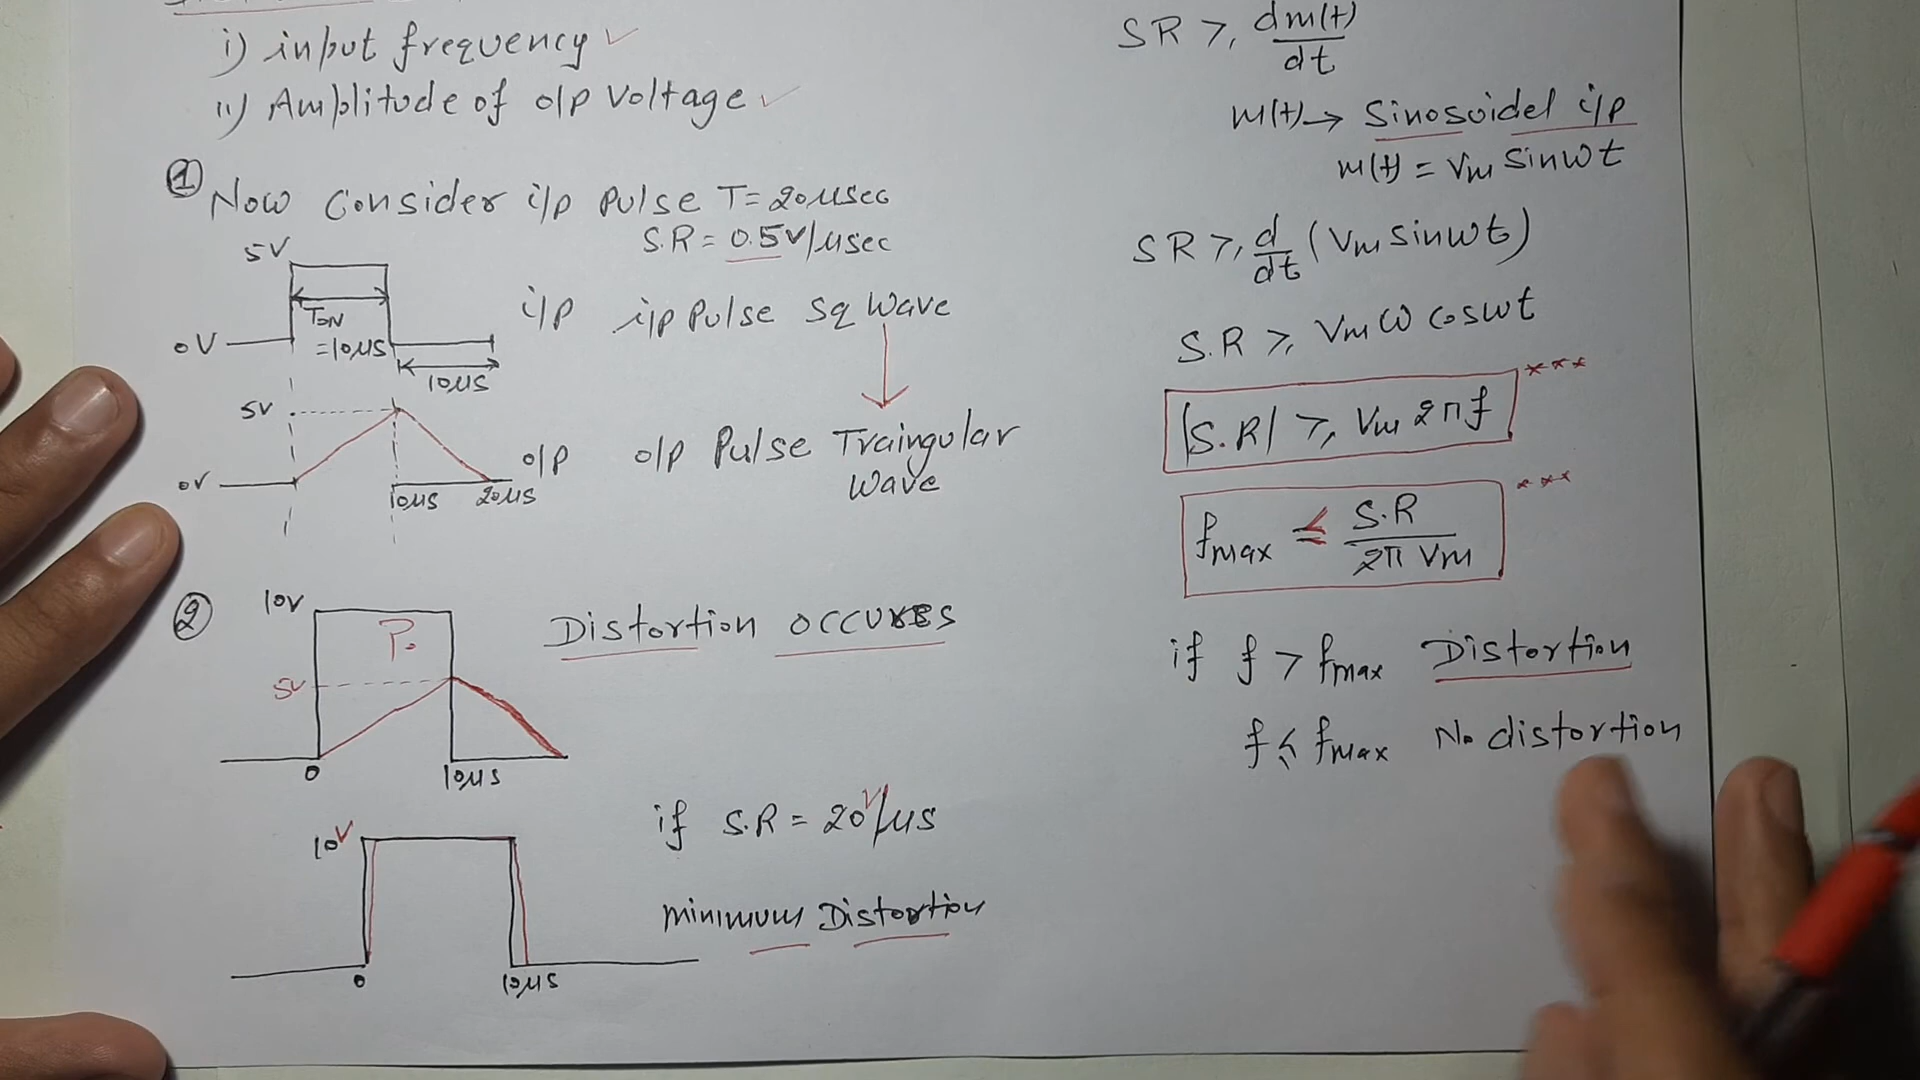 i) input frequency ✓
ii) Amplitude of o/p Voltage ✓
① Now Consider i/p Pulse T=20μsec
S.R = 0.5V/μsec
5V
TON
=10μs
0V
10μs
i/p i/p Pulse Sq Wave
5V
0V
10μs 20μs
o/p o/p Pulse Traingular
Wave
②
10V
P.
5V
0 10μs
Distortion occures
if S.R = 20V/μs
10V
0 10μs
minimum Distortion
SR ≥ dm(t)/dt
m(t) → Sinosoidel i/p
m(t) = Vm Sinωt
SR ≥ d/dt (Vm Sinωt)
S.R ≥ Vm ω cosωt
|S.R| ≥ Vm 2πf ***
fmax ≤ S.R/2π Vm ***
if f > fmax Distortion
f ≤ fmax No distortion